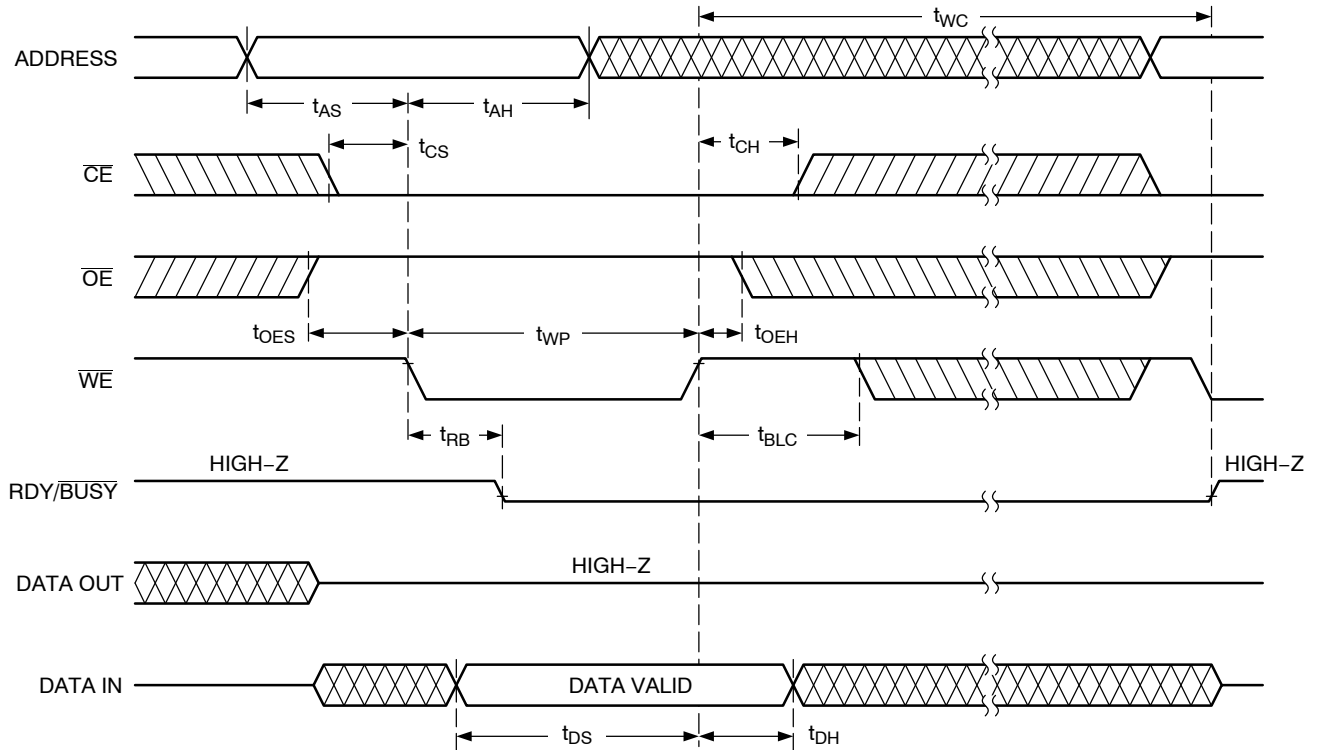 tWC
ADDRESS
tAS
tAH
tCS
tCH
CE
OE
tOES
tWP
tOEH
WE
tRB
tBLC
HIGH–Z
HIGH–Z
RDY/BUSY
DATA OUT
HIGH–Z
DATA IN
DATA VALID
tDS
tDH